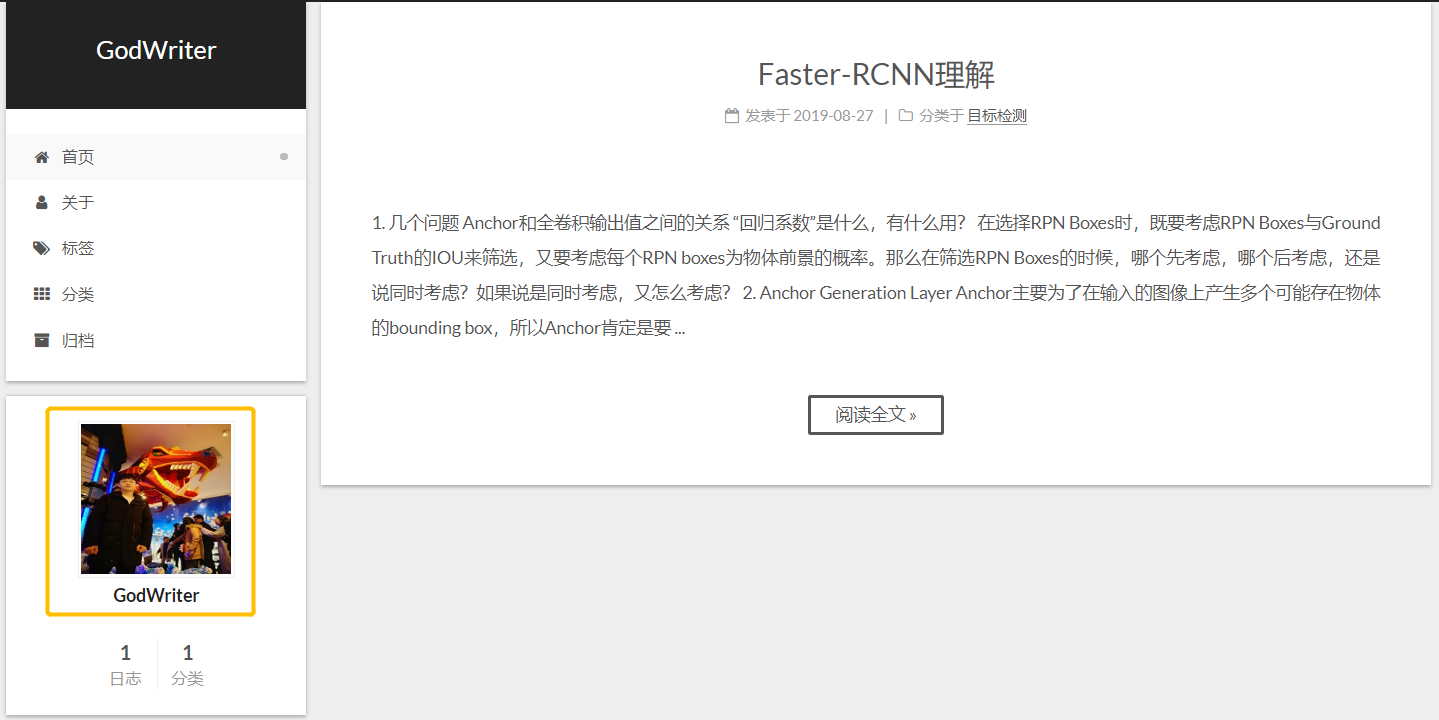 GodWriter
首页
关于
标签
分类
归档
GodWriter
1
日志
1
分类
Faster-RCNN理解
发表于 2019-08-27 | 分类于 目标检测
1. 几个问题 Anchor和全卷积输出值之间的关系 “回归系数”是什么，有什么用？ 在选择RPN Boxes时，既要考虑RPN Boxes与Ground
Truth的IOU来筛选，又要考虑每个RPN boxes为物体前景的概率。那么在筛选RPN Boxes的时候，哪个先考虑，哪个后考虑，还是
说同时考虑？如果说是同时考虑，又怎么考虑？ 2. Anchor Generation Layer Anchor主要为了在输入的图像上产生多个可能存在物体
的bounding box，所以Anchor肯定是要 ...
阅读全文 »